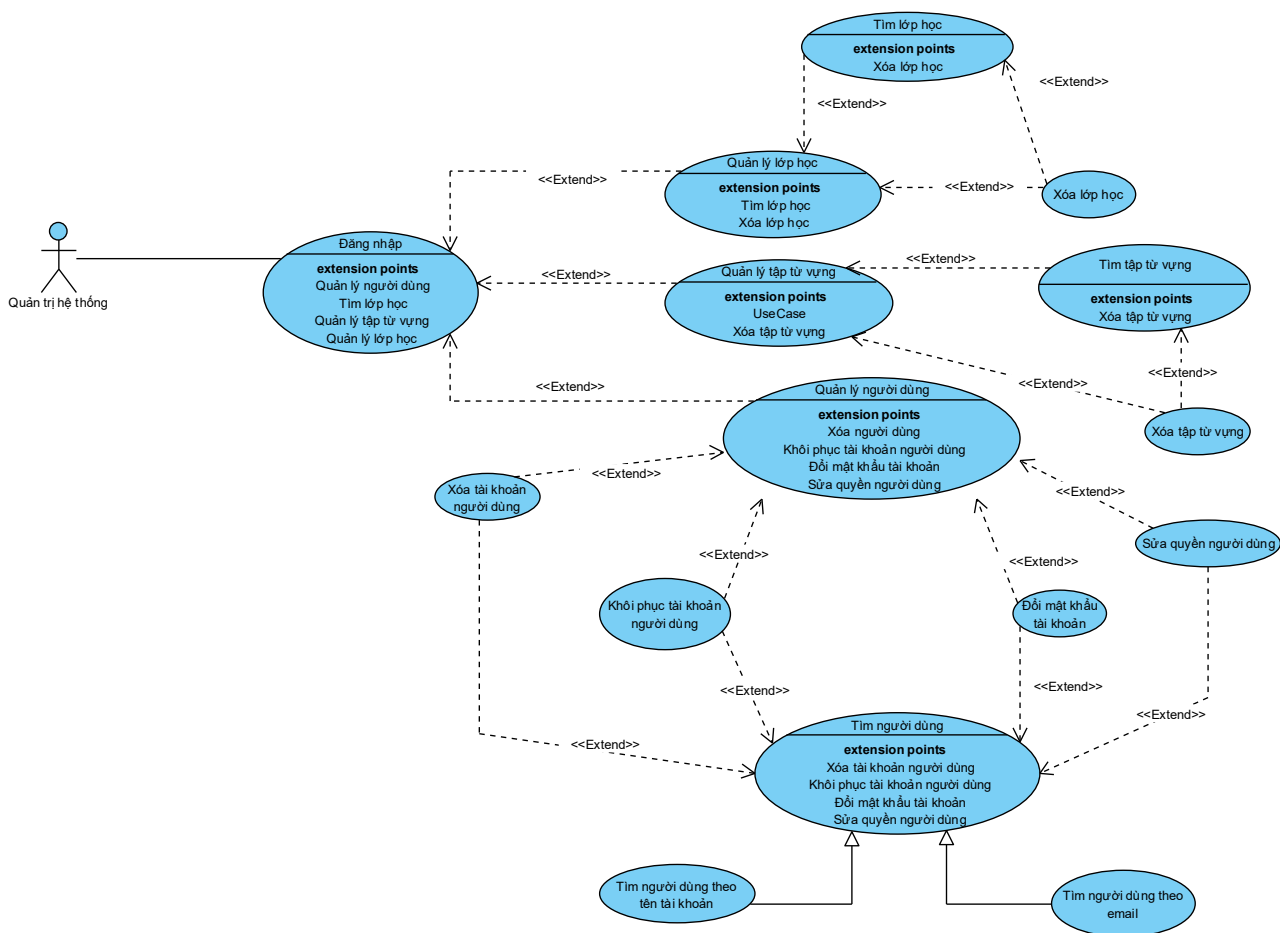 Tìm lớp học
extension points
Xóa lớp học
<<Extend>>
<<Extend>>
Quản lý lớp học
extension points
Tìm lớp học
Xóa lớp học
<<Extend>>
<<Extend>>
Xóa lớp học
Quản trị hệ thống
Đăng nhập
extension points
Quản lý người dùng
Tìm lớp học
Quản lý tập từ vựng
Quản lý lớp học
<<Extend>>
Quản lý tập từ vựng
extension points
UseCase
Xóa tập từ vựng
<<Extend>>
Tìm tập từ vựng
extension points
Xóa tập từ vựng
<<Extend>>
<<Extend>>
Xóa tập từ vựng
<<Extend>>
Quản lý người dùng
extension points
Xóa người dùng
Khôi phục tài khoản người dùng
Đổi mật khẩu tài khoản
Sửa quyền người dùng
<<Extend>>
Xóa tài khoản
người dùng
<<Extend>>
Sửa quyền người dùng
<<Extend>>
<<Extend>>
Khôi phục tài khoản
người dùng
Đổi mật khẩu
tài khoản
<<Extend>>
<<Extend>>
<<Extend>>
<<Extend>>
Tìm người dùng
extension points
Xóa tài khoản người dùng
Khôi phục tài khoản người dùng
Đổi mật khẩu tài khoản
Sửa quyền người dùng
Tìm người dùng theo
tên tài khoản
Tìm người dùng theo
email